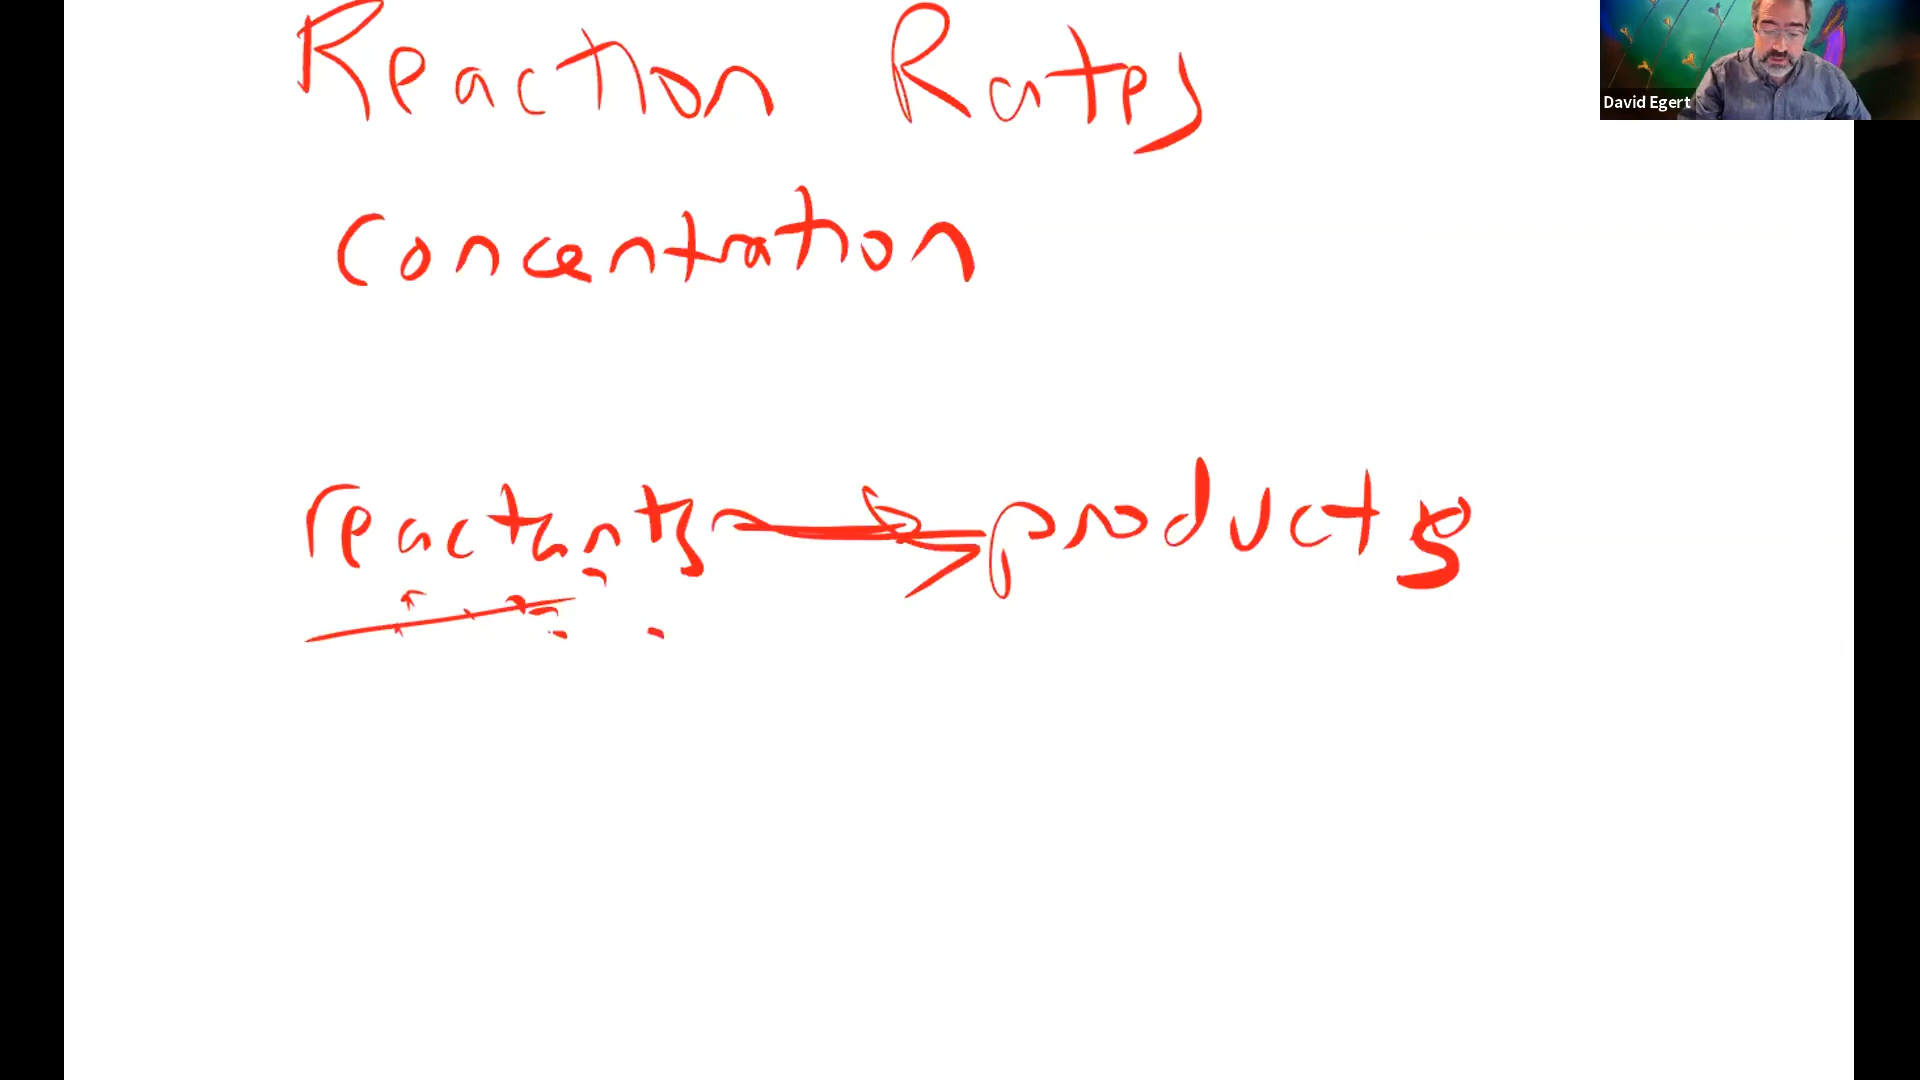 Reaction Rates
David Egert
Concentration
reactants → products